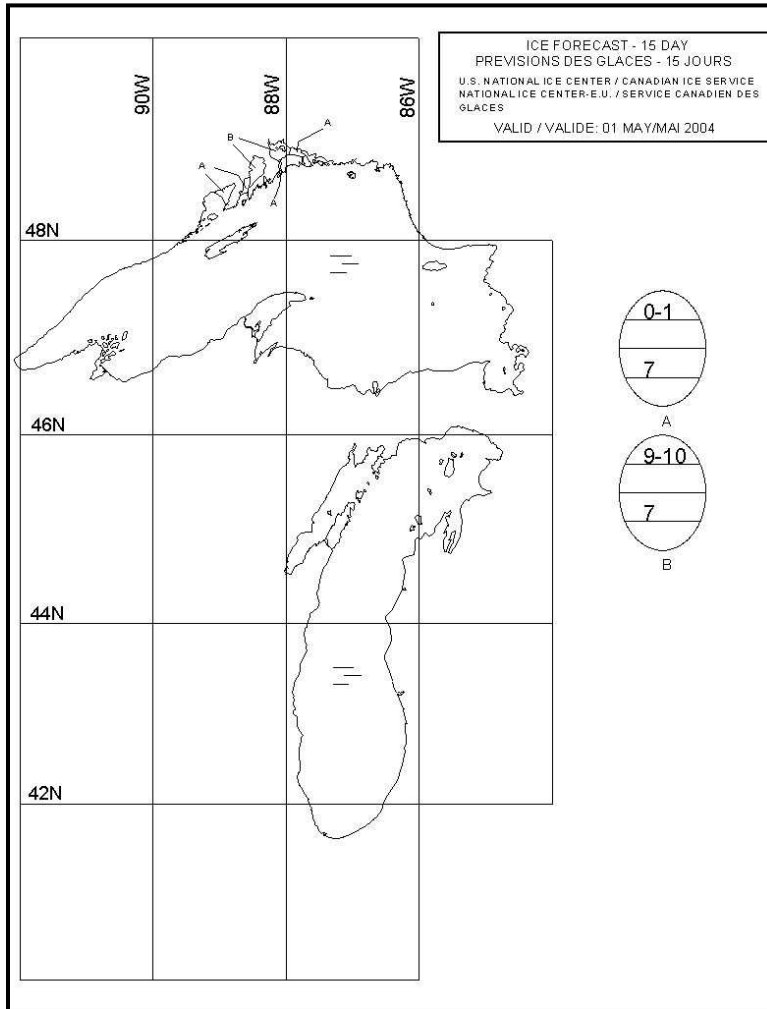 ICE FORECAST - 15 DAY
PREVISIONS DES GLACES - 15 JOURS
U.S. NATIONAL ICE CENTER / CANADIAN ICE SERVICE
NATIONAL ICE CENTER-E.U. / SERVICE CANADIEN DES
GLACES
VALID / VALIDE: 01 MAY/MAI 2004
90W
88W
86W
A
B
A
A
48N
46N
44N
42N
0-1
7
A
9-10
7
B